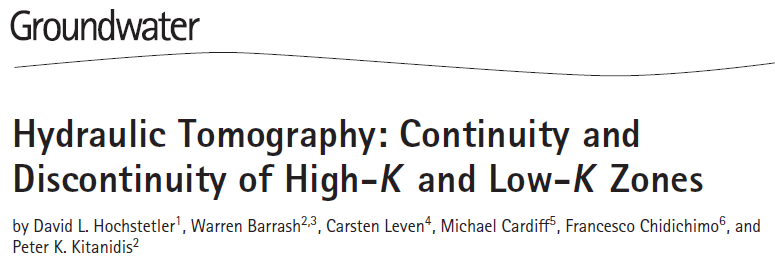 Groundwater
Hydraulic Tomography: Continuity and
Discontinuity of High-K and Low-K Zones
by David L. Hochstetler1, Warren Barrash2,3, Carsten Leven4, Michael Cardiff5, Francesco Chidichimo6, and
Peter K. Kitanidis2